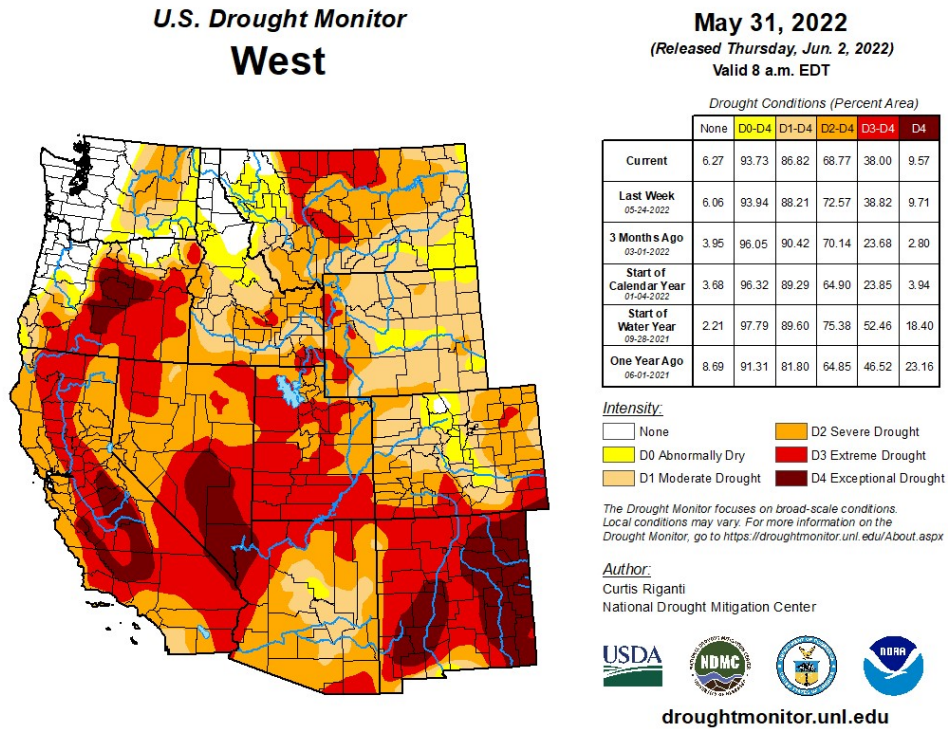 U.S. Drought Monitor
West
May 31, 2022
(Released Thursday, Jun. 2, 2022)
Valid 8 a.m. EDT
Drought Conditions (Percent Area)
None D0-D4 D1-D4 D2-D4 D3-D4 D4
Current 6.27 93.73 86.82 68.77 38.00 9.57
Last Week
05-24-2022 6.06 93.94 88.21 72.57 38.82 9.71
3 Months Ago
03-01-2022 3.95 96.05 90.42 70.14 23.68 2.80
Start of
Calendar Year
01-04-2022 3.68 96.32 89.29 64.90 23.85 3.94
Start of
Water Year
09-28-2021 2.21 97.79 89.60 75.38 52.46 18.40
One Year Ago
06-01-2021 8.69 91.31 81.80 64.85 46.52 23.16
Intensity:
None
D0 Abnormally Dry
D1 Moderate Drought
D2 Severe Drought
D3 Extreme Drought
D4 Exceptional Drought
The Drought Monitor focuses on broad-scale conditions.
Local conditions may vary. For more information on the
Drought Monitor, go to https://droughtmonitor.unl.edu/About.aspx
Author:
Curtis Riganti
National Drought Mitigation Center
USDA
NDMC
NOAA
droughtmonitor.unl.edu